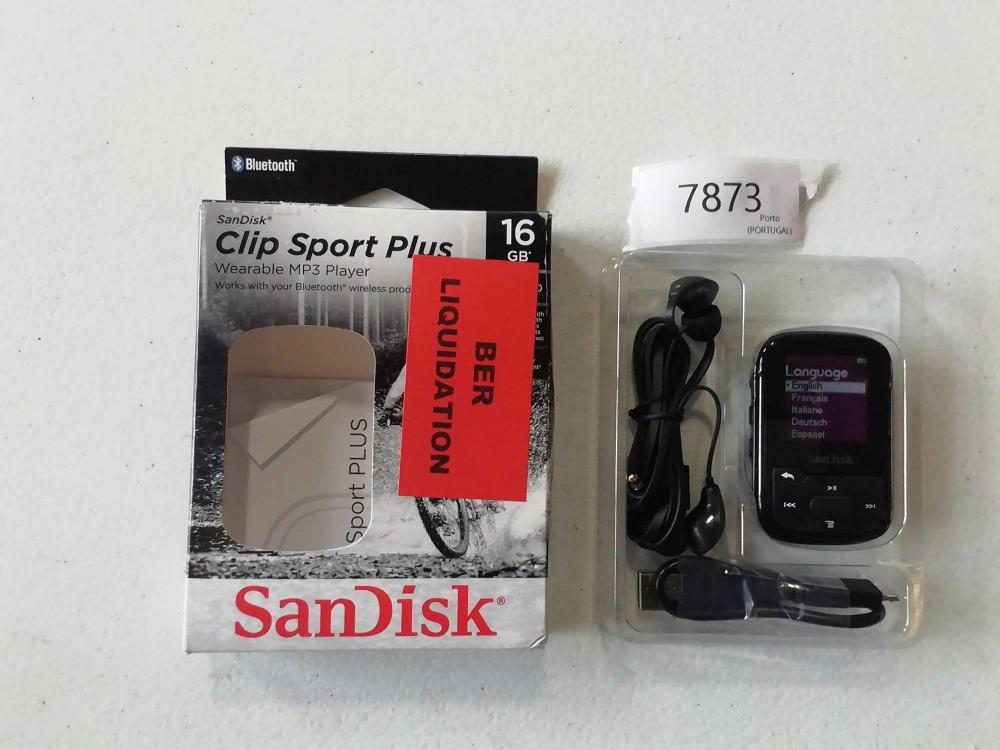 Bluetooth
SanDisk®
Clip Sport Plus
Wearable MP3 Player
Works with your Bluetooth® wireless
16
GB*
BER
LIQUIDATION
Sport PLUS
SanDisk®
7873
Porto
(PORTUGAL)
Language
English
Français
Italiano
Deutsch
Español
SanDisk